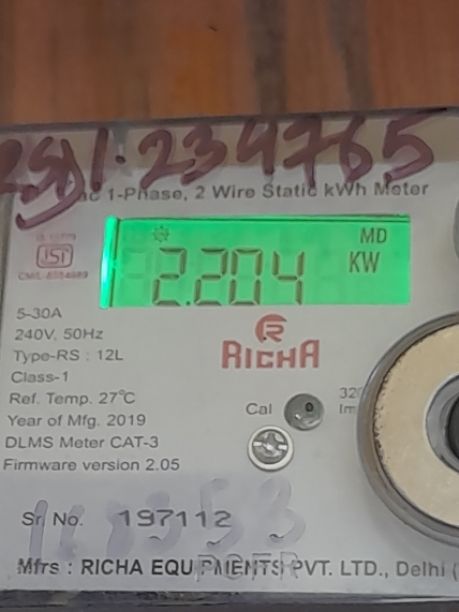 1.234765
1-Phase, 2 Wire Static kWh Meter
MD
2.204 KW
ISI
5-30A
240V, 50Hz
Type-RS : 12L
Class-1
Ref. Temp. 27°C
Year of Mfg. 2019
DLMS Meter CAT-3
Firmware version 2.05
RICHA
Cal
Sr. No. 197112
Mfrs : RICHA EQUIPMENTS PVT. LTD., Delhi (